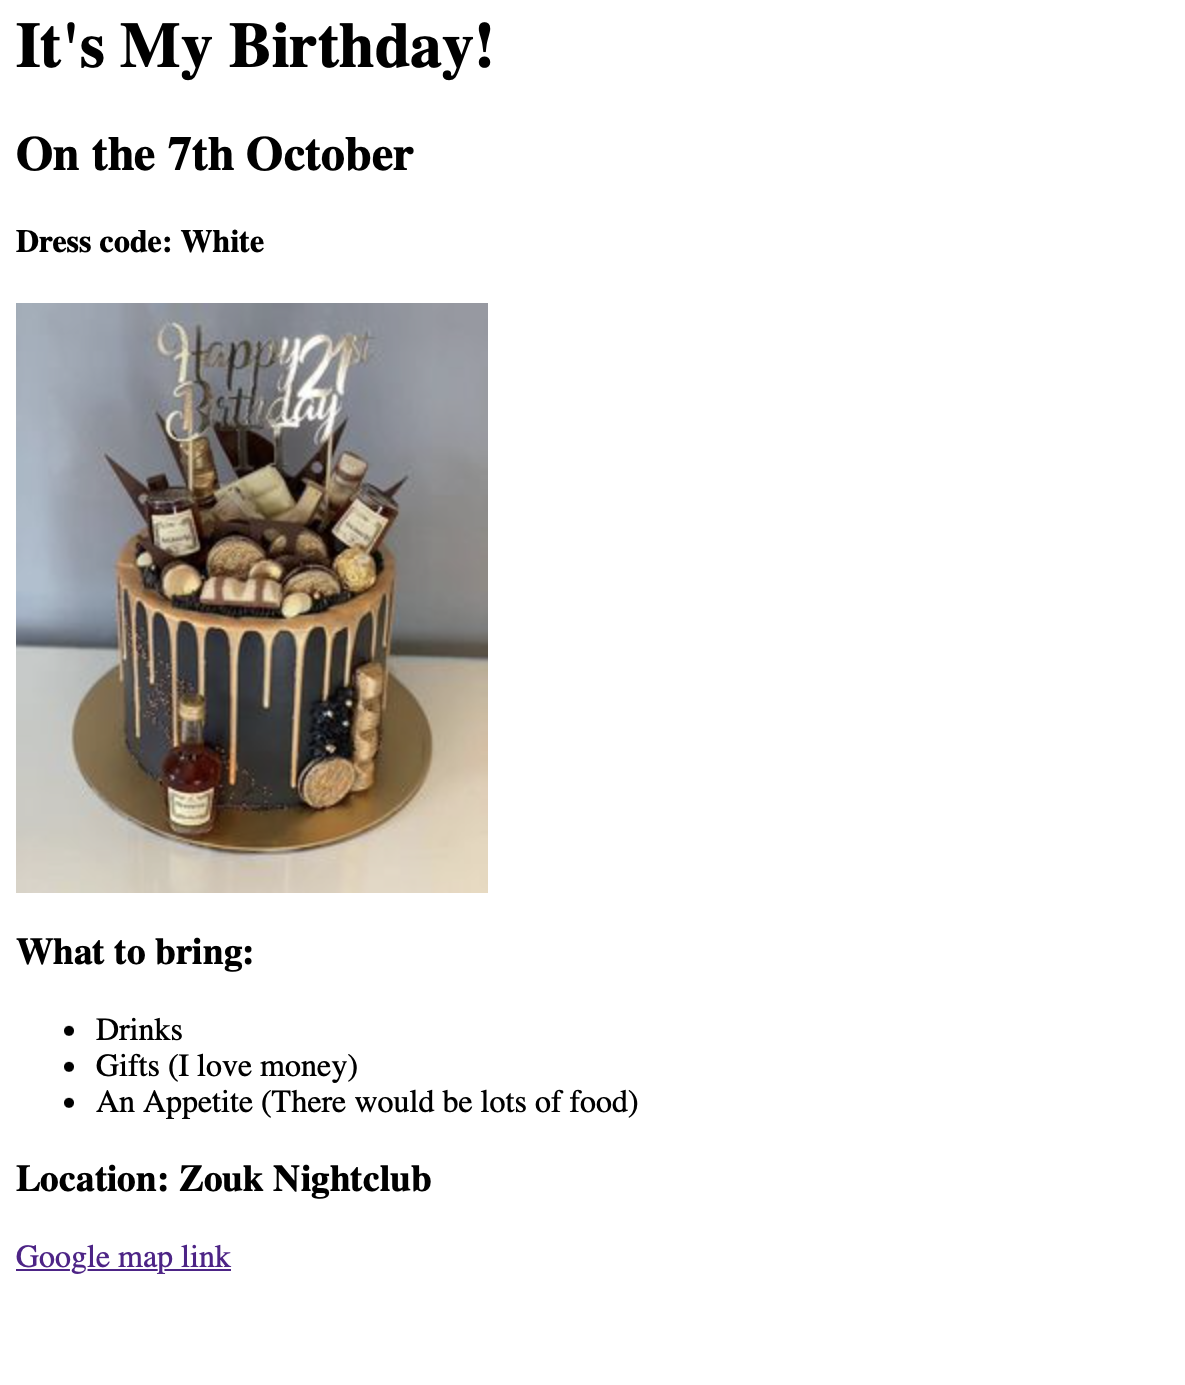 It's My Birthday!
On the 7th October
Dress code: White
Happy 21st
Birthday
What to bring:
• Drinks
• Gifts (I love money)
• An Appetite (There would be lots of food)
Location: Zouk Nightclub
Google map link